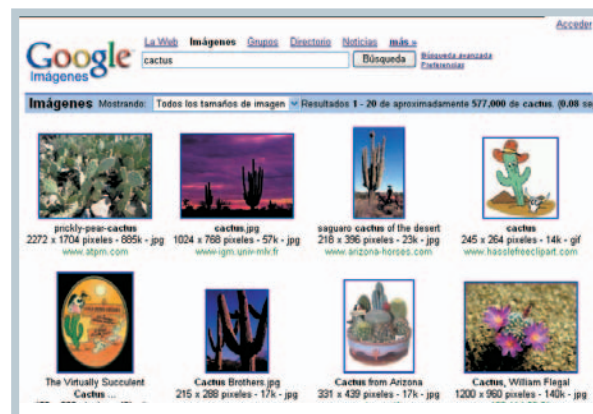 Acceder
La Web Imágenes Grupos Directorio Noticias más »
Google
Imágenes
cactus
Búsqueda
Búsqueda avanzada
Preferencias
Imágenes Mostrando: Todos los tamaños de imagen Resultados 1 - 20 de aproximadamente 577,000 de cactus. (0.08 se
prickly-pear-cactus
2272 x 1704 pixeles - 885k - jpg
www.atpm.com
cactus.jpg
1024 x 768 pixeles - 57k - jpg
www.igm.univ-mlv.fr
saguaro cactus of the desert
218 x 396 pixeles - 23k - jpg
www.arizona-horses.com
cactus
245 x 264 pixeles - 14k - gif
www.hasslefreeclipart.com
The Virtually Succulent
Cactus ...
Cactus Brothers.jpg
215 x 288 pixeles - 17k - jpg
Cactus from Arizona
331 x 439 pixeles - 17k - jpg
Cactus, William Flegal
1200 x 960 pixeles - 140k - jpg